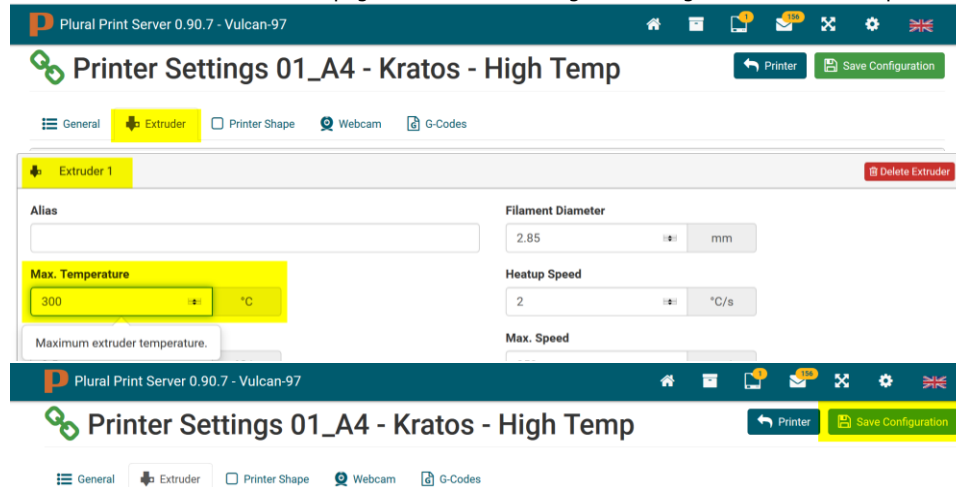 Plural Print Server 0.90.7 - Vulcan-97
1
156
Printer Settings 01_A4 - Kratos - High Temp
Printer
Save Configuration
General
Extruder
Printer Shape
Webcam
G-Codes
Extruder 1
Delete Extruder
Alias
Filament Diameter
2.85
mm
Max. Temperature
Heatup Speed
300
°C
2
°C/s
Maximum extruder temperature.
Max. Speed
Plural Print Server 0.90.7 - Vulcan-97
1
156
Printer Settings 01_A4 - Kratos - High Temp
Printer
Save Configuration
General
Extruder
Printer Shape
Webcam
G-Codes